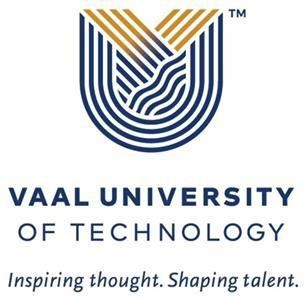 TM
VAAL UNIVERSITY
OF TECHNOLOGY
Inspiring thought. Shaping talent.